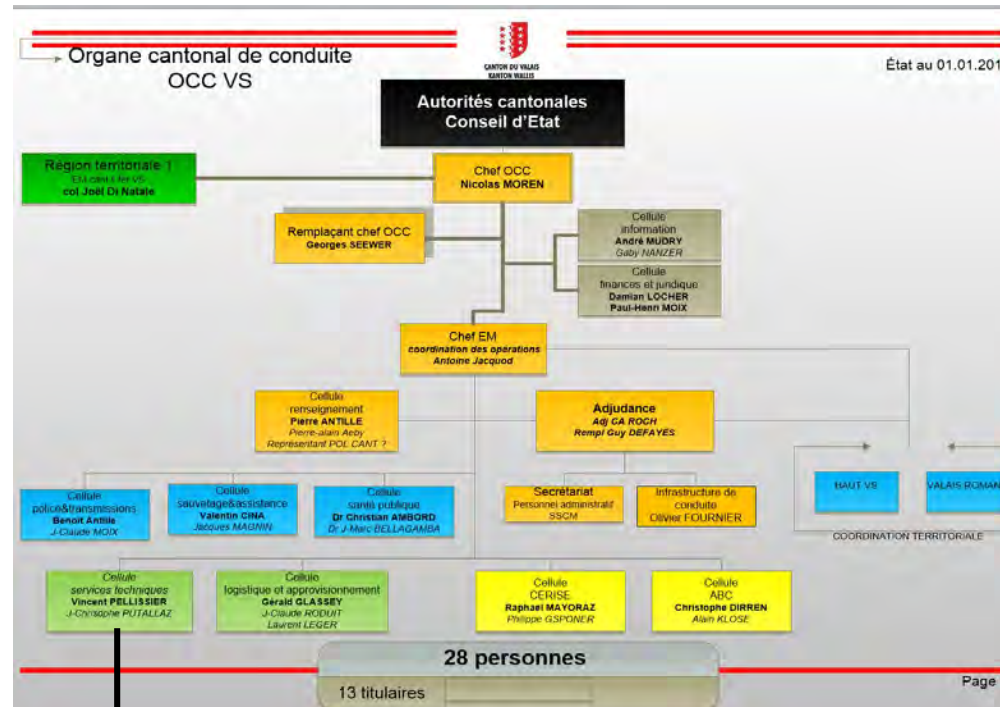 Organe cantonal de conduite
OCC VS
CANTON DU VALAIS
KANTON WALLIS
État au 01.01.201
Autorités cantonales
Conseil d'Etat
Région territoriale 1
EM cant Ter VS
col Joël Di Natale
Chef OCC
Nicolas MOREN
Remplaçant chef OCC
Georges SEEWER
Cellule
information
André MUDRY
Gaby NANZER
Cellule
finances et juridique
Damian LOCHER
Paul-Henri MOIX
Chef EM
coordination des opérations
Antoine Jacquod
Cellule
renseignement
Pierre ANTILLE
Pierre-alain Aeby
Représentant POL CANT ?
Adjudance
Adj CA ROCH
Rempl Guy DEFAYES
Cellule
police&transmissions
Benoit Antille
J-Claude MOIX
Cellule
sauvetage&assistance
Valentin CINA
Jacques MAGNIN
Cellule
santé publique
Dr Christian AMBORD
Dr J-Marc BELLAGAMBA
Secrétariat
Personnel administratif
SSCM
Infrastructure de
conduite
Olivier FOURNIER
HAUT VS
VALAIS ROMAN
COORDINATION TERRITORIALE
Cellule
services techniques
Vincent PELLISSIER
J-Christophe PUTALLAZ
Cellule
logistique et approvisionnement
Gérald GLASSEY
J-Claude RODUIT
Laurent LEGER
Cellule
CERISE
Raphaël MAYORAZ
Philippe GSPONER
Cellule
ABC
Christophe DIRREN
Alain KLOSE
28 personnes
13 titulaires
Page